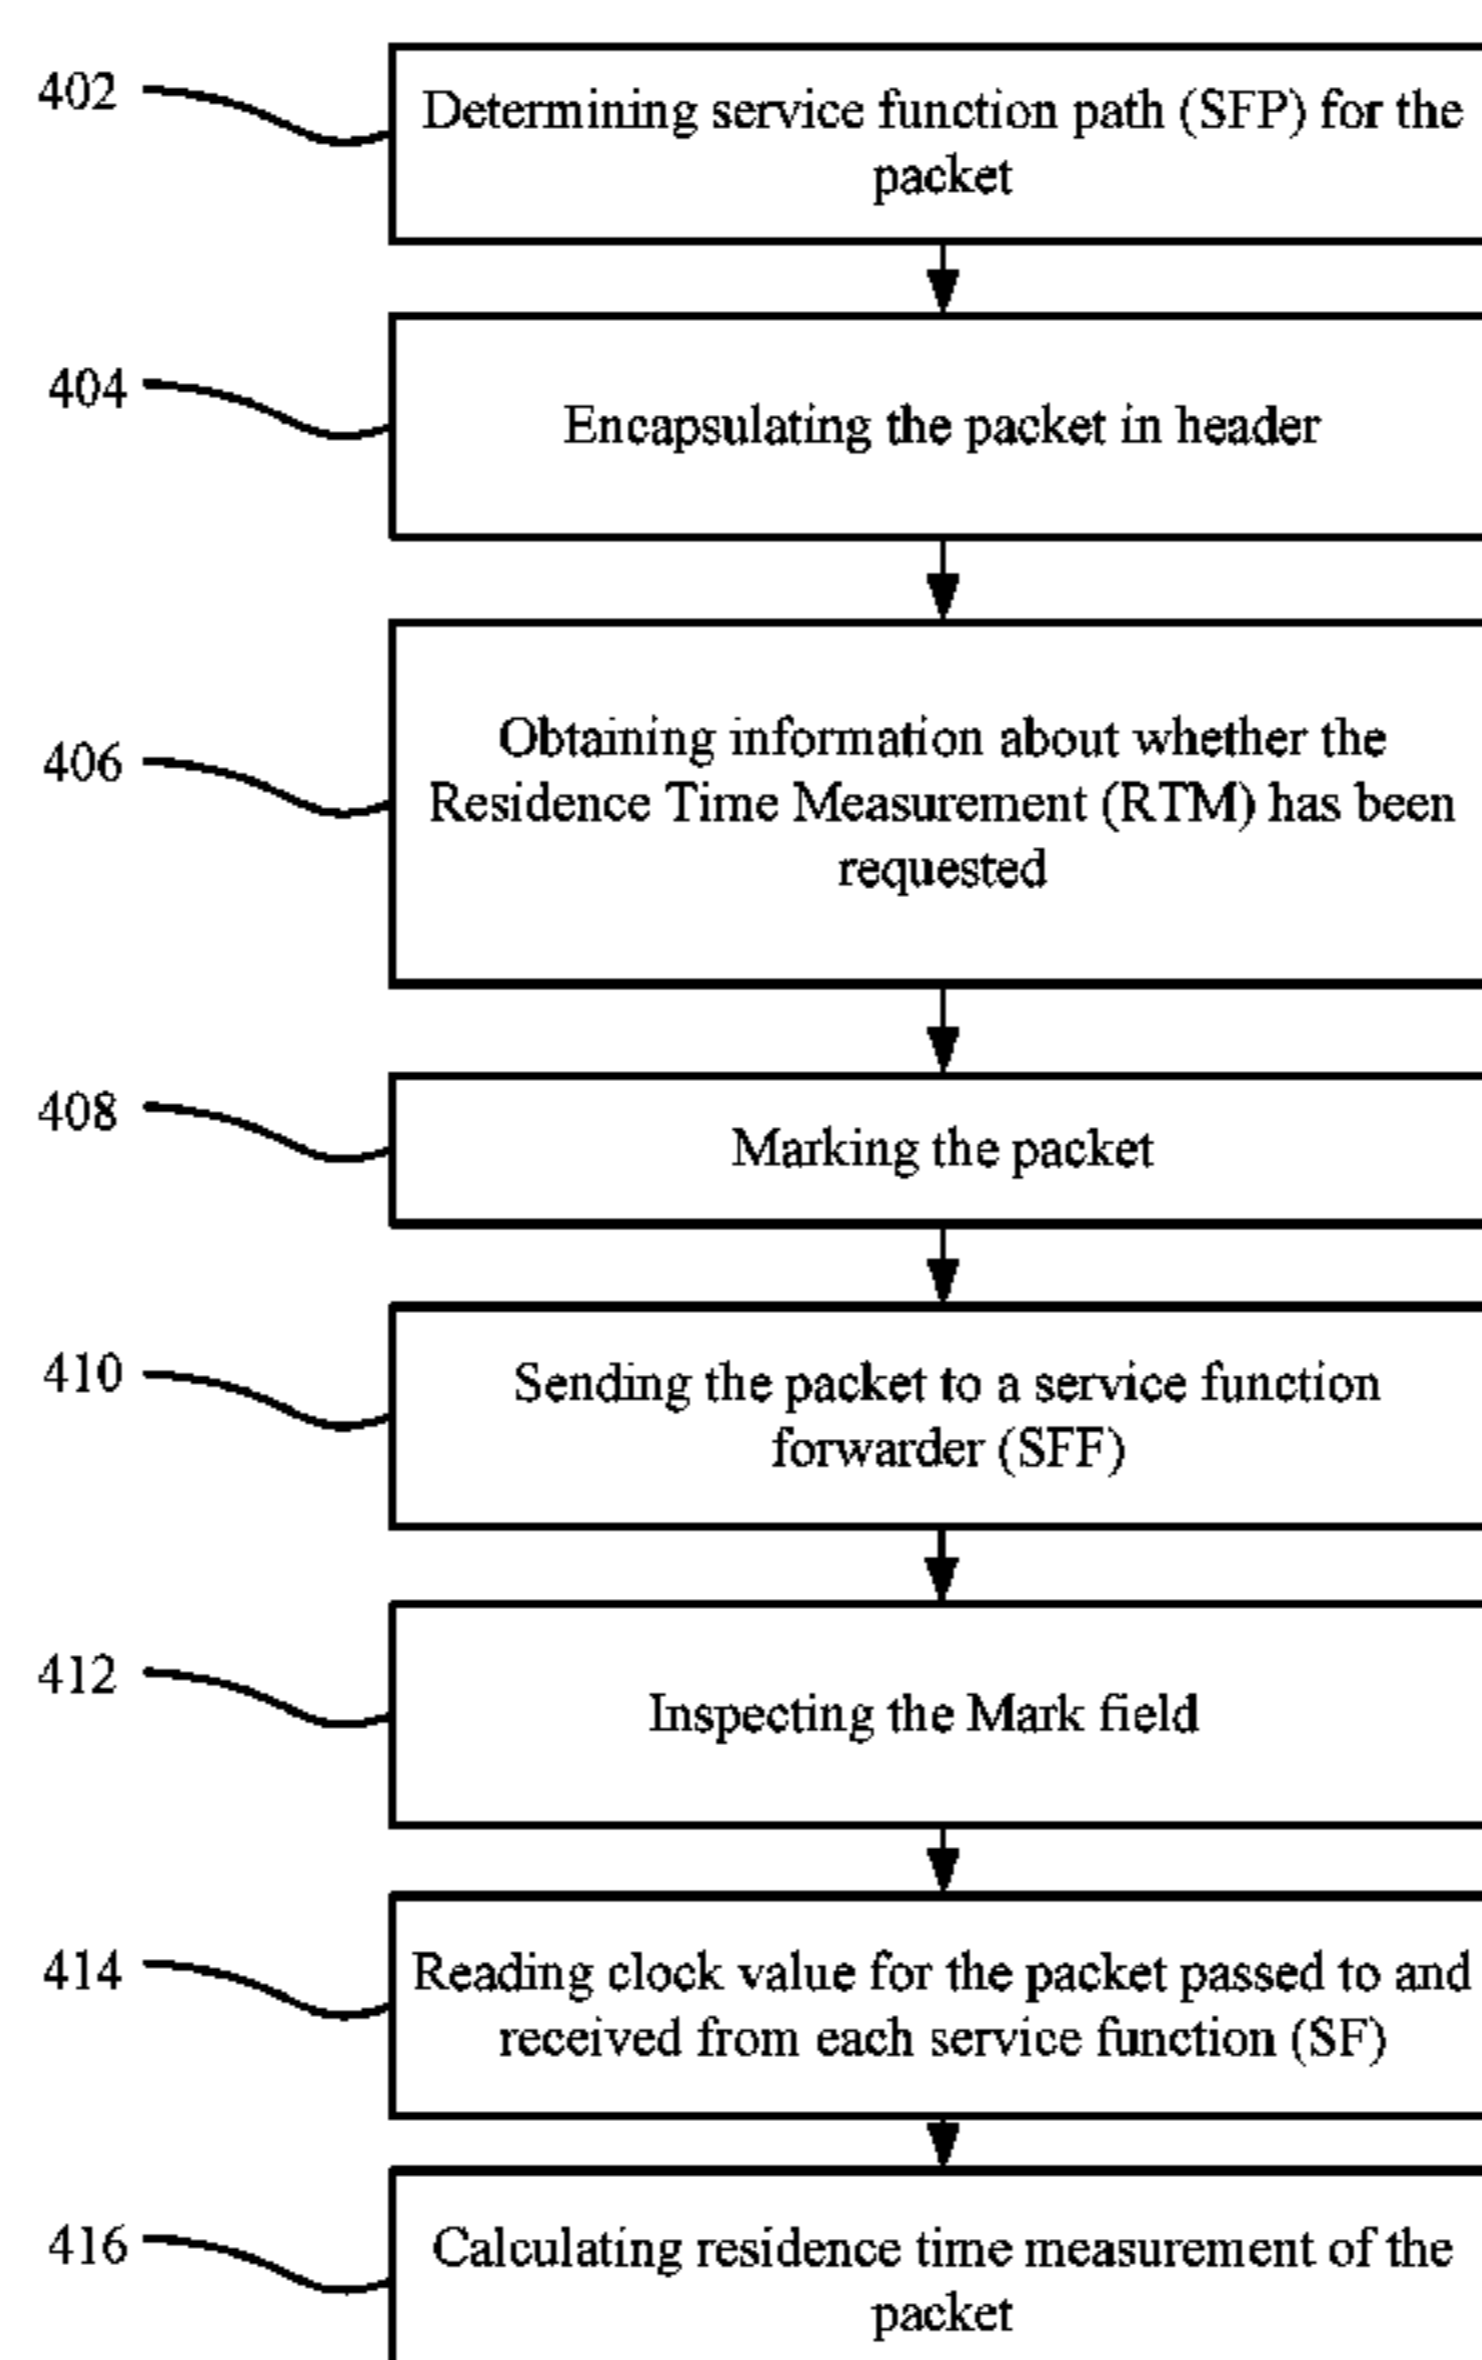 402
Determining service function path (SFP) for the
packet
404
Encapsulating the packet in header
406
Obtaining information about whether the
Residence Time Measurement (RTM) has been
requested
408
Marking the packet
410
Sending the packet to a service function
forwarder (SFF)
412
Inspecting the Mark field
414
Reading clock value for the packet passed to and
received from each service function (SF)
416
Calculating residence time measurement of the
packet